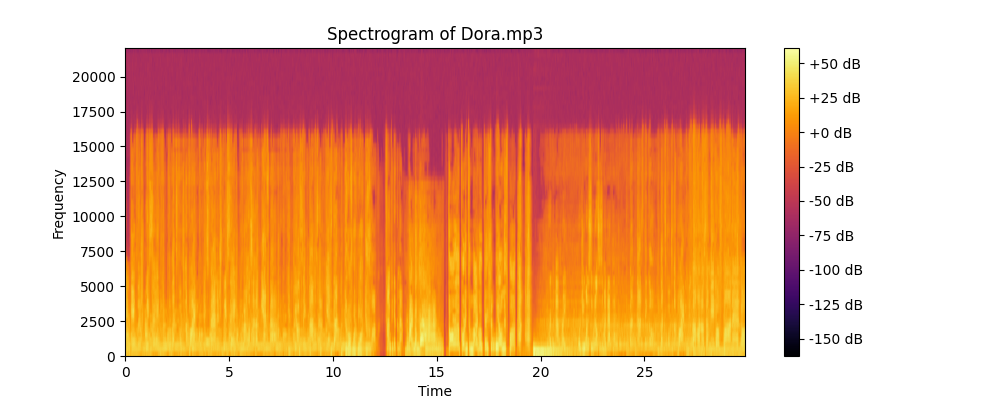 Spectrogram of Dora.mp3
Frequency
20000
17500
15000
12500
10000
7500
5000
2500
0
0 5 10 15 20 25
Time
+50 dB
+25 dB
+0 dB
-25 dB
-50 dB
-75 dB
-100 dB
-125 dB
-150 dB